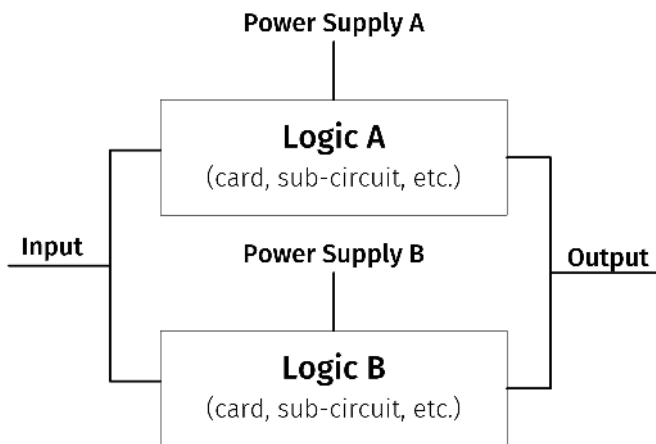 Power Supply A
Logic A
(card, sub-circuit, etc.)
Input
Power Supply B
Output
Logic B
(card, sub-circuit, etc.)